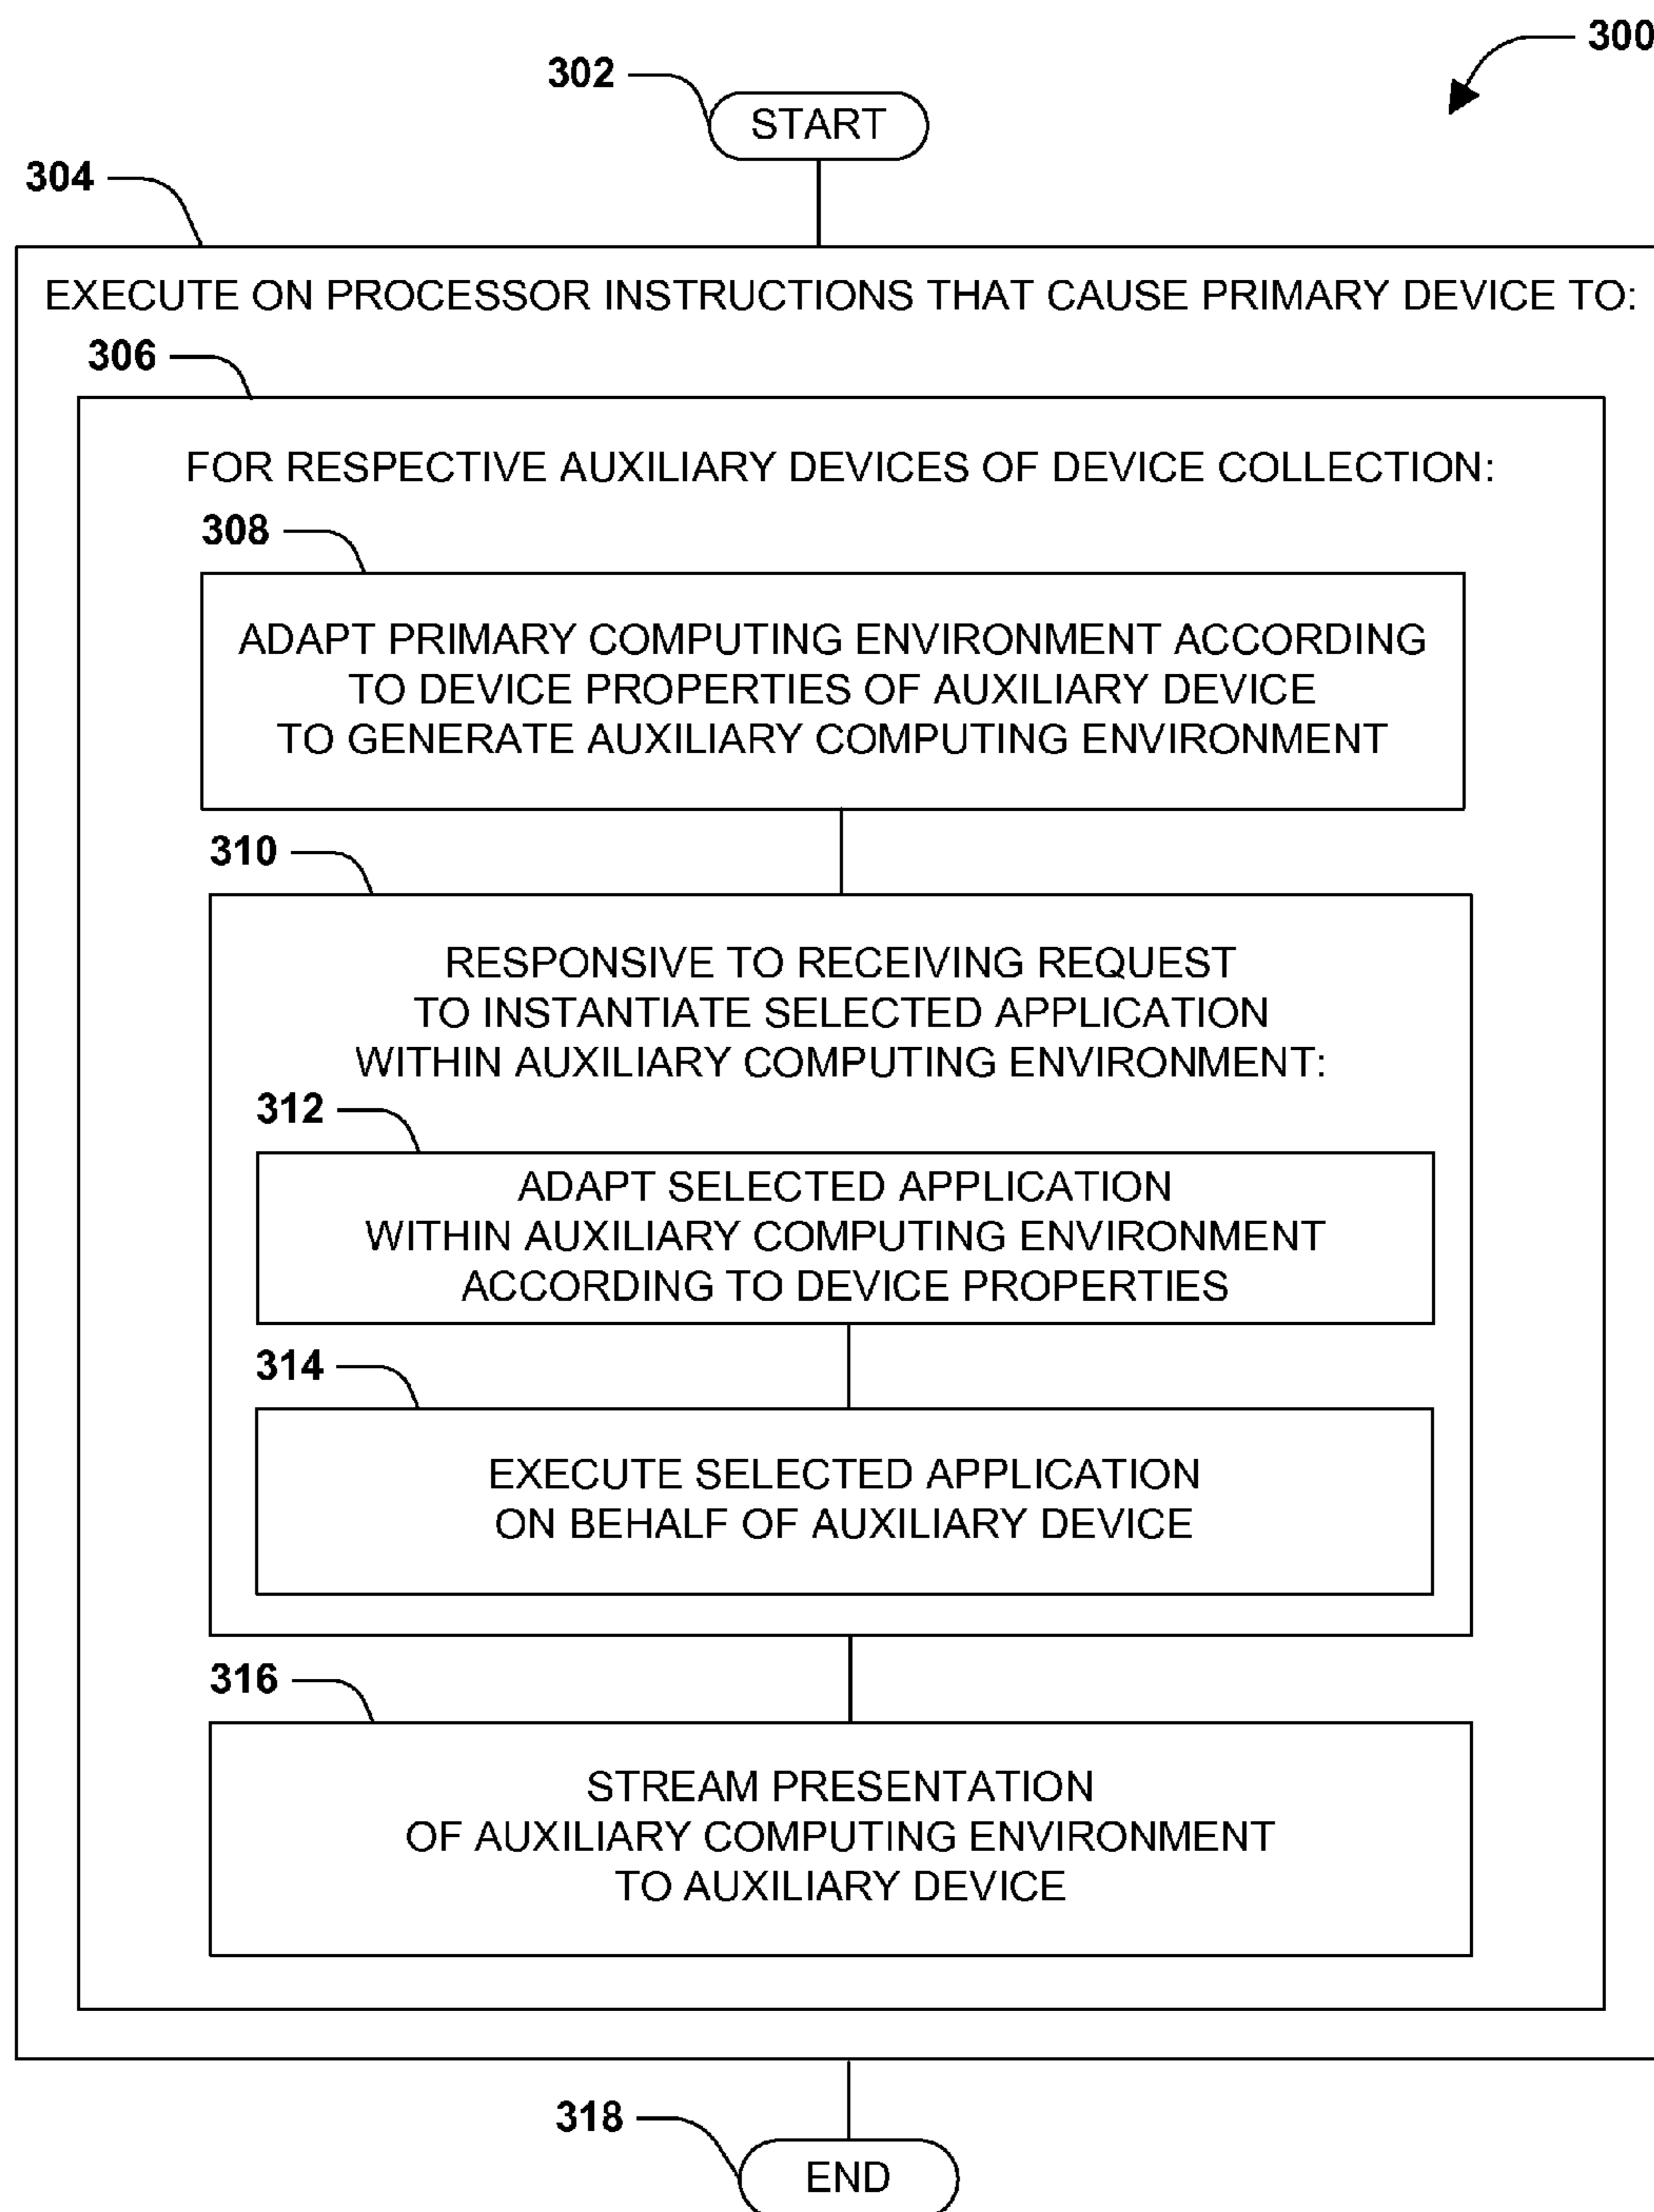 300
302
START
304
EXECUTE ON PROCESSOR INSTRUCTIONS THAT CAUSE PRIMARY DEVICE TO:
306
FOR RESPECTIVE AUXILIARY DEVICES OF DEVICE COLLECTION:
308
ADAPT PRIMARY COMPUTING ENVIRONMENT ACCORDING
TO DEVICE PROPERTIES OF AUXILIARY DEVICE
TO GENERATE AUXILIARY COMPUTING ENVIRONMENT
310
RESPONSIVE TO RECEIVING REQUEST
TO INSTANTIATE SELECTED APPLICATION
WITHIN AUXILIARY COMPUTING ENVIRONMENT:
312
ADAPT SELECTED APPLICATION
WITHIN AUXILIARY COMPUTING ENVIRONMENT
ACCORDING TO DEVICE PROPERTIES
314
EXECUTE SELECTED APPLICATION
ON BEHALF OF AUXILIARY DEVICE
316
STREAM PRESENTATION
OF AUXILIARY COMPUTING ENVIRONMENT
TO AUXILIARY DEVICE
318
END